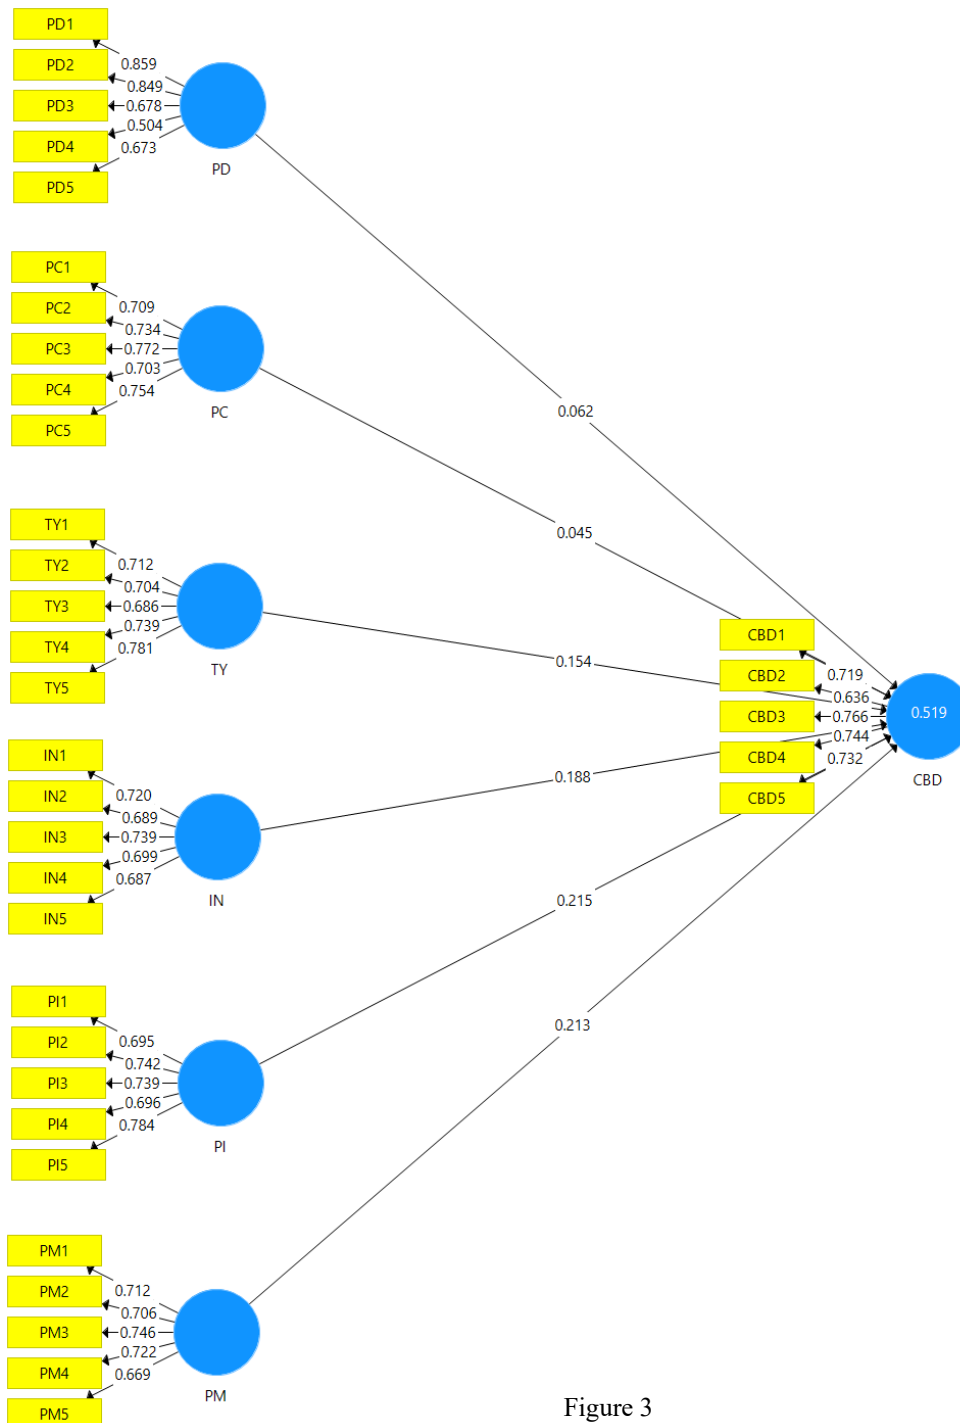 PD1
PD2
PD3
PD4
PD5
0.859
0.849
0.678
0.504
0.673
PD
0.062
PC1
PC2
PC3
PC4
PC5
0.709
0.734
0.772
0.703
0.754
PC
0.045
TY1
TY2
TY3
TY4
TY5
0.712
0.704
0.686
0.739
0.781
TY
0.154
CBD1
CBD2
CBD3
CBD4
CBD5
0.719
0.636
0.766
0.744
0.732
0.519
CBD
IN1
IN2
IN3
IN4
IN5
0.720
0.689
0.739
0.699
0.687
IN
0.188
PI1
PI2
PI3
PI4
PI5
0.695
0.742
0.739
0.696
0.784
PI
0.215
PM1
PM2
PM3
PM4
PM5
0.712
0.706
0.746
0.722
0.669
PM
0.213
Figure 3